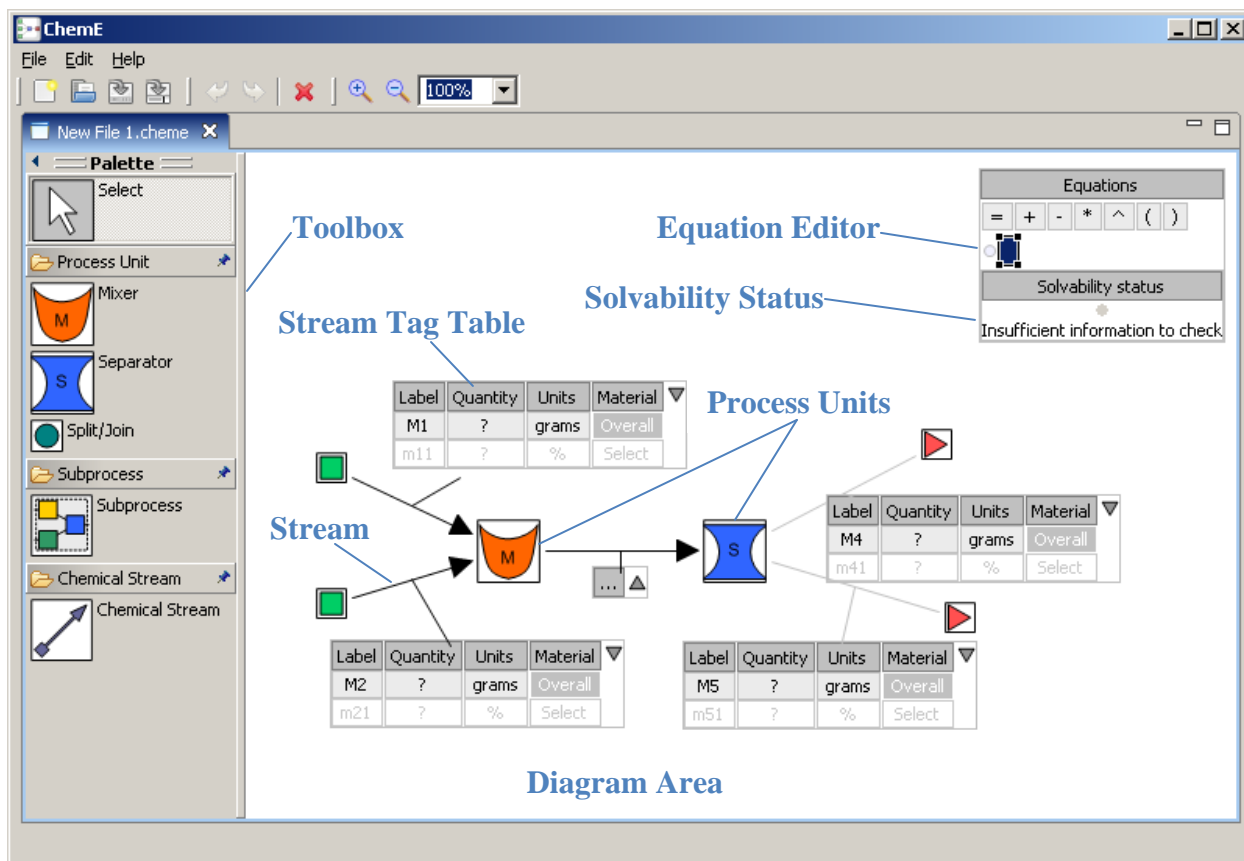 ChemE
File Edit Help
100%
New File 1.cheme
Palette
Select
Process Unit
Mixer
M
Separator
S
Split/Join
Subprocess
Subprocess
Chemical Stream
Chemical Stream
Toolbox
Equation Editor
Solvability Status
Equations
= + - * ^ ( )
Solvability status
Insufficient information to check
Stream Tag Table
Process Units
Label Quantity Units Material
M1 ? grams Overall
m11 ? % Select
Stream
M
...
S
Label Quantity Units Material
M4 ? grams Overall
m41 ? % Select
Label Quantity Units Material
M2 ? grams Overall
m21 ? % Select
Label Quantity Units Material
M5 ? grams Overall
m51 ? % Select
Diagram Area